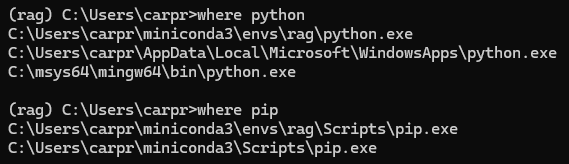 (rag) C:\Users\carpr>where python
C:\Users\carpr\miniconda3\envs\rag\python.exe
C:\Users\carpr\AppData\Local\Microsoft\WindowsApps\python.exe
C:\msys64\mingw64\bin\python.exe
(rag) C:\Users\carpr>where pip
C:\Users\carpr\miniconda3\envs\rag\Scripts\pip.exe
C:\Users\carpr\miniconda3\Scripts\pip.exe